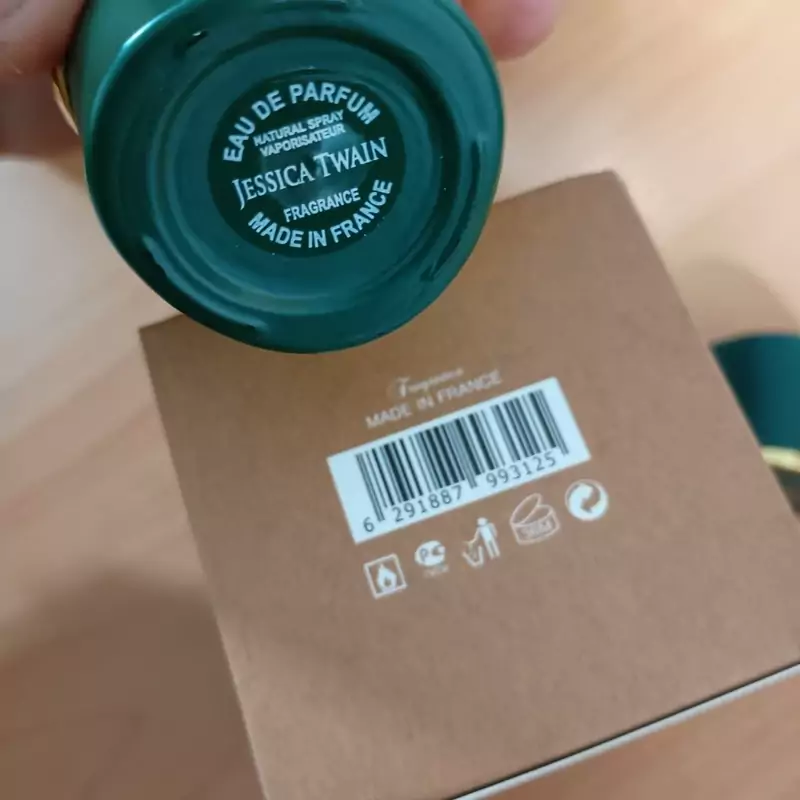 EAU DE PARFUM
NATURAL SPRAY
VAPORISATEUR
JESSICA TWAIN
FRAGRANCE
MADE IN FRANCE
Fragrance
MADE IN FRANCE
6 291887 993125